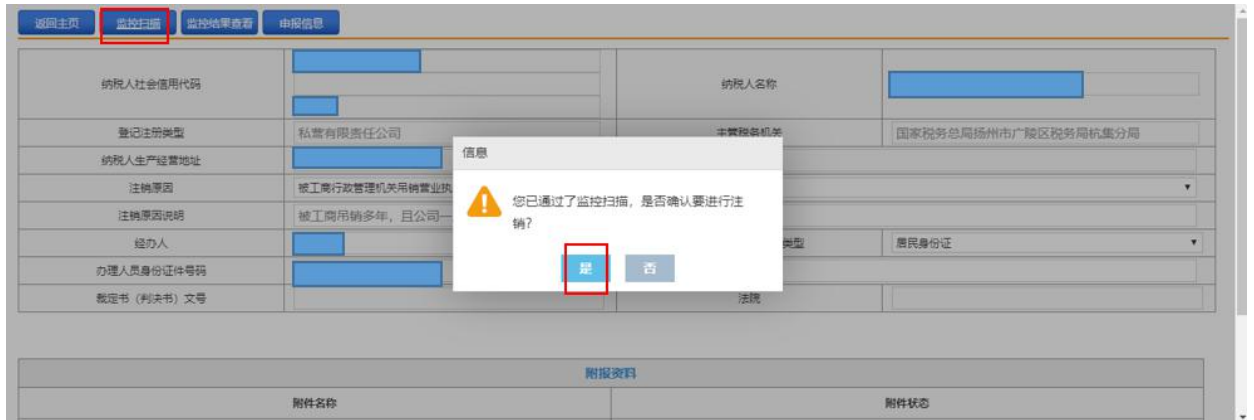 返回主页 监控扫描 监控结果查看 申报信息
纳税人社会信用代码 纳税人名称
登记注册类型 私营有限责任公司 主管税务机关 国家税务总局扬州市广陵区税务局杭集分局
纳税人生产经营地址
信息
注销原因 被工商行政管理机关吊销营业执
您已通过了监控扫描，是否确认要进行注
销?
注销原因说明 被工商吊销多年，且公司一
经办人 类型 居民身份证
是 否
办理人员身份证件号码
裁定书（判决书）文号 法院
附报资料
附件名称 附件状态